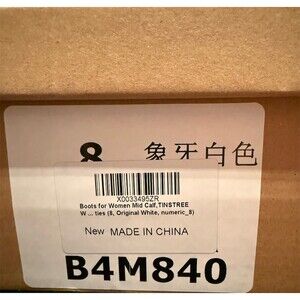 8 象牙白色
X0033495ZR
Boots for Women Mid Calf,TINSTREE
W ... ties (8, Original White, numeric_8)
New MADE IN CHINA
B4M840